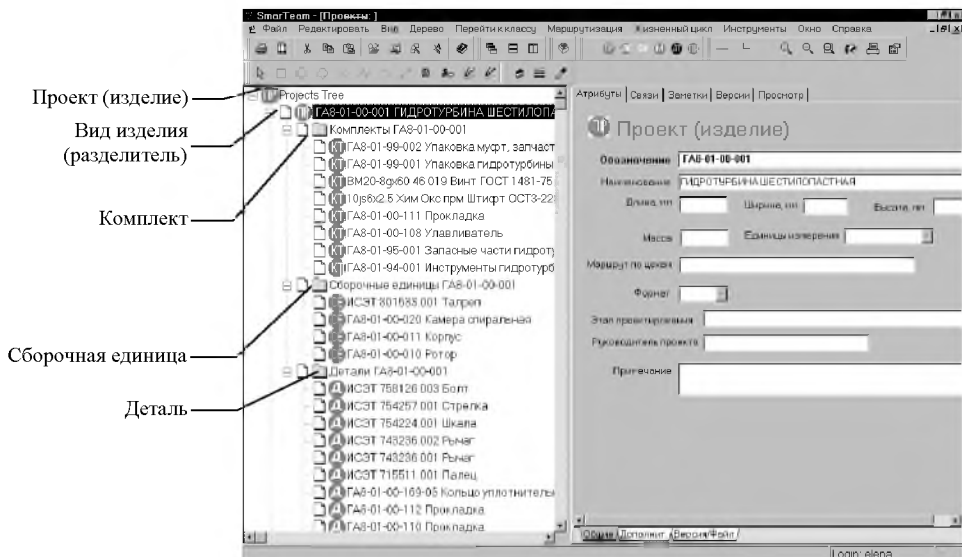 SmarTeam - [Проекты: ]
Файл Редактировать Вид Дерево Перейти к классу Маршрутизация Жизненный цикл Инструменты Окно Справка
Проект (изделие)
Вид изделия
(разделитель)
Комплект
Сборочная единица
Деталь
Projects Tree
ГА8-01-00-001 ГИДРОТУРБИНА ШЕСТИЛОПА
Комплекты ГА8-01-00-001
КТ ГА8-01-99-002 Упаковка муфт, запчаст
КТ ГА8-01-99-001 Упаковка гидротурбины
КТ ВМ20-8gx60 46 019 Винт ГОСТ 1481-75
КТ 10js6x2.5 Хим Окс прм Штифт ОСТ3-22
КТ ГА8-01-00-111 Прокладка
КТ ГА8-01-00-108 Улавливатель
КТ ГА8-01-95-001 Запасные части гидроту
КТ ГА8-01-94-001 Инструменты гидротурб
Сборочные единицы ГА8-01-00-001
ИСЭТ 301533.001 Талреп
ГА8-01-00-020 Камера спиральная
ГА8-01-00-011 Корпус
ГА8-01-00-010 Ротор
Детали ГА8-01-00-001
Д ИСЭТ 758126 003 Болт
Д ИСЭТ 754257 001 Стрелка
Д ИСЭТ 754224 001 Шкала
Д ИСЭТ 743236 002 Рычаг
Д ИСЭТ 743236 001 Рычаг
Д ИСЭТ 715511 001 Палец
Д ГА8-01-00-169-05 Кольцо уплотнитель
Д ГА8-01-00-112 Прокладка
Д ГА8-01-00-110 Прокладка
Атрибуты Связи Заметки Версии Просмотр
Проект (изделие)
Обозначение ГА8-01-00-001
Наименование ГИДРОТУРБИНА ШЕСТИЛОПАСТНАЯ
Длина, мм Ширина, мм Высота, мм
Масса Единицы измерения
Маршрут по цехам
Формат
Этап проектирования
Руководитель проекта
Примечание
Общие Дополнит Версия/Файл
Login: elena